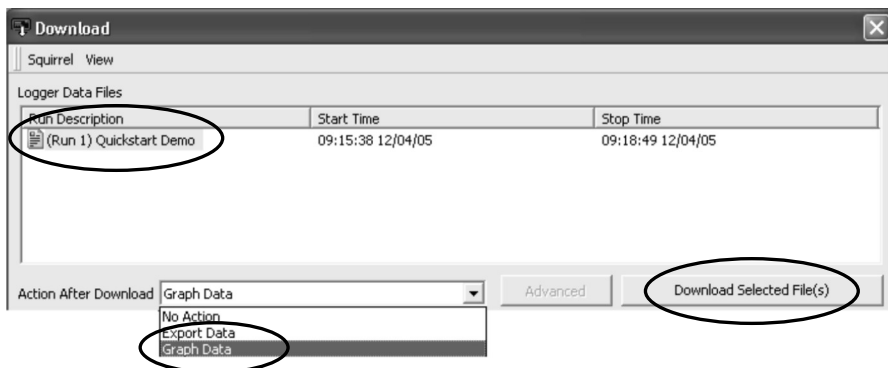 Download
Squirrel View
Logger Data Files
Run Description Start Time Stop Time
(Run 1) Quickstart Demo 09:15:38 12/04/05 09:18:49 12/04/05
Action After Download Graph Data Advanced Download Selected File(s)
No Action
Export Data
Graph Data